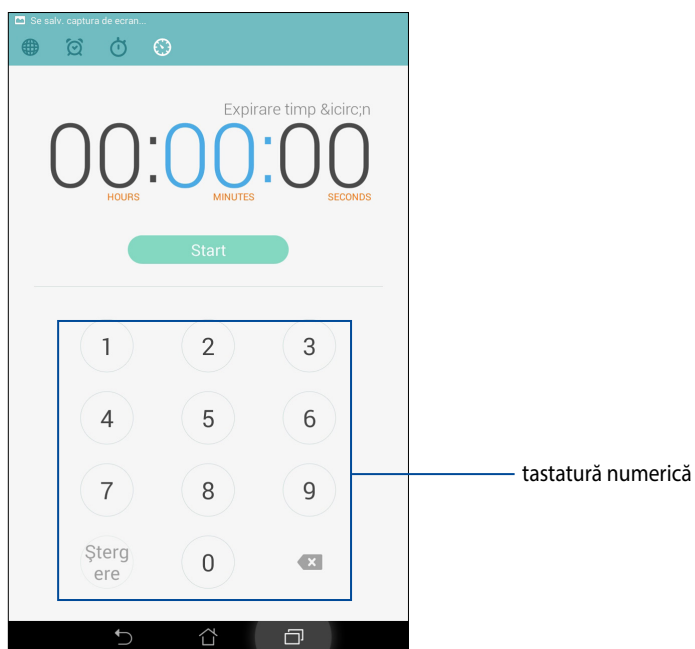 Se salv. captura de ecran...
Expirare timp &icirc;n
00:00:00
HOURS MINUTES SECONDS
Start
1 2 3
4 5 6
7 8 9
Șterg
ere
0
tastatură numerică